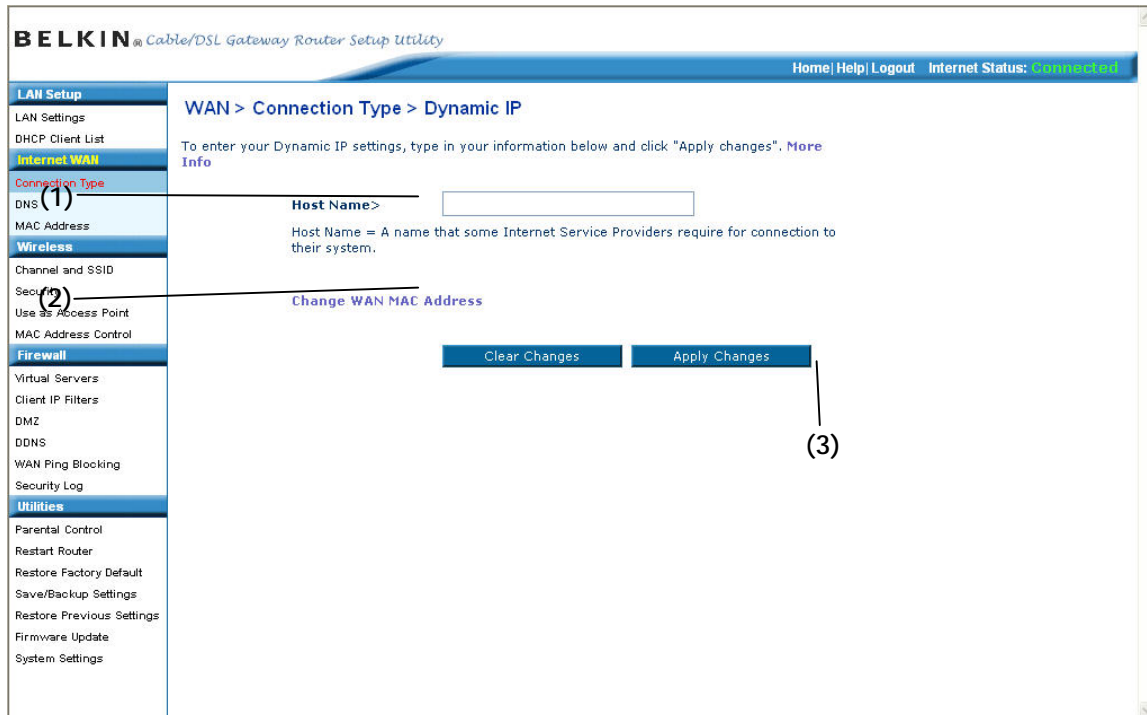 BELKIN® Cable/DSL Gateway Router Setup Utility
Home| Help| Logout Internet Status: Connected
LAN Setup
LAN Settings
DHCP Client List
Internet WAN
Connection Type
DNS
MAC Address
Wireless
Channel and SSID
Security
Use as Access Point
MAC Address Control
Firewall
Virtual Servers
Client IP Filters
DMZ
DDNS
WAN Ping Blocking
Security Log
Utilities
Parental Control
Restart Router
Restore Factory Default
Save/Backup Settings
Restore Previous Settings
Firmware Update
System Settings
WAN > Connection Type > Dynamic IP
To enter your Dynamic IP settings, type in your information below and click "Apply changes". More
Info
(1)
Host Name>
Host Name = A name that some Internet Service Providers require for connection to
their system.
(2)
Change WAN MAC Address
Clear Changes
Apply Changes
(3)